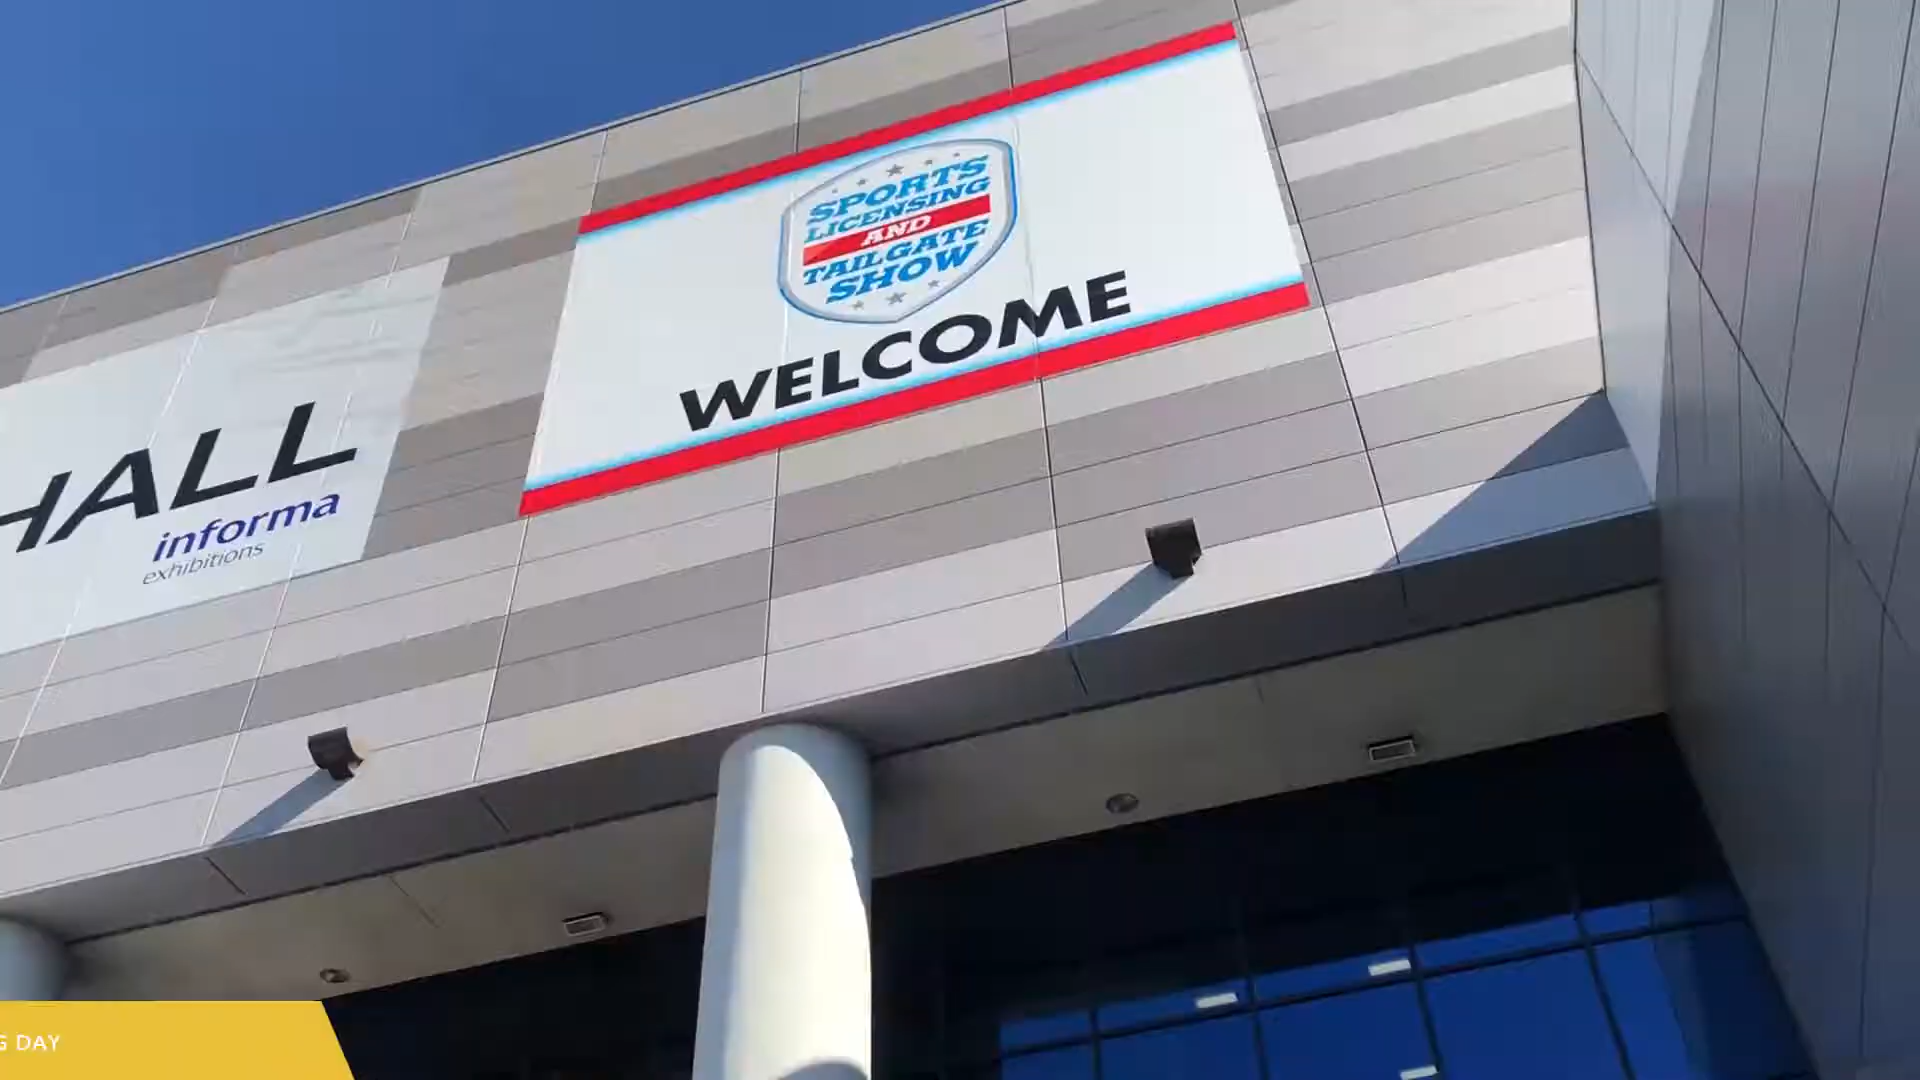 SPORTS
LICENSING
AND
TAILGATE
SHOW
WELCOME
HALL
informa
exhibitions
G DAY